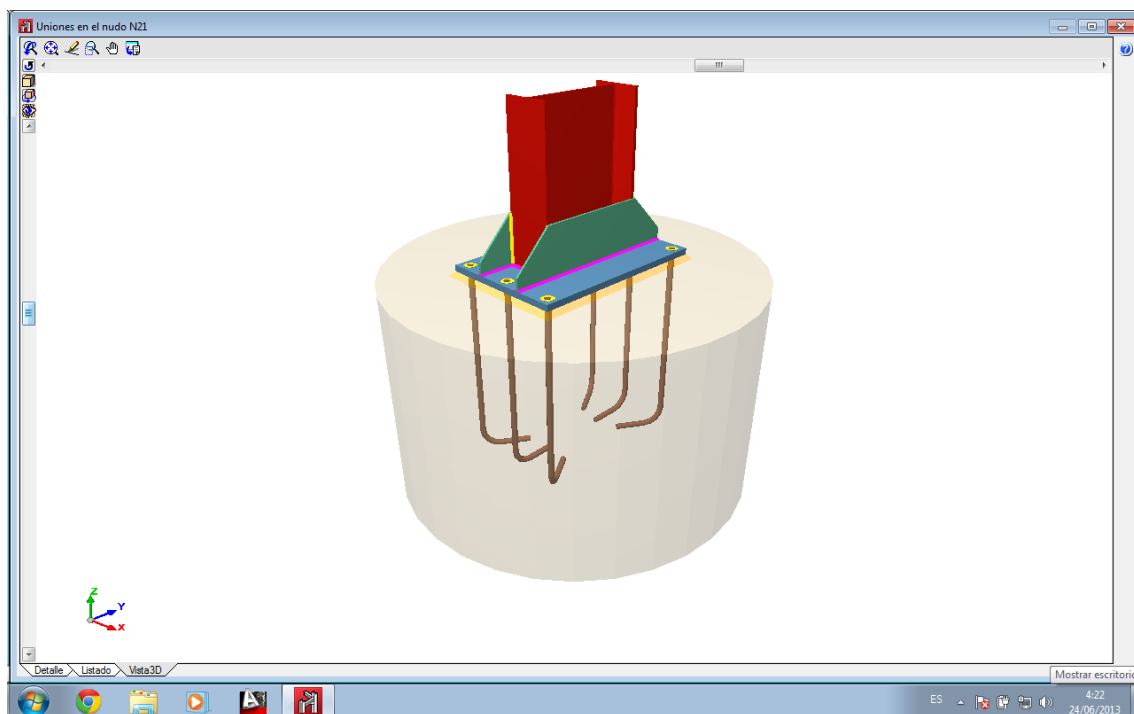 Uniones en el nudo N21
Z
Y
X
Detalle Listado Vista3D
Mostrar escritorio
ES
4:22
24/06/2013